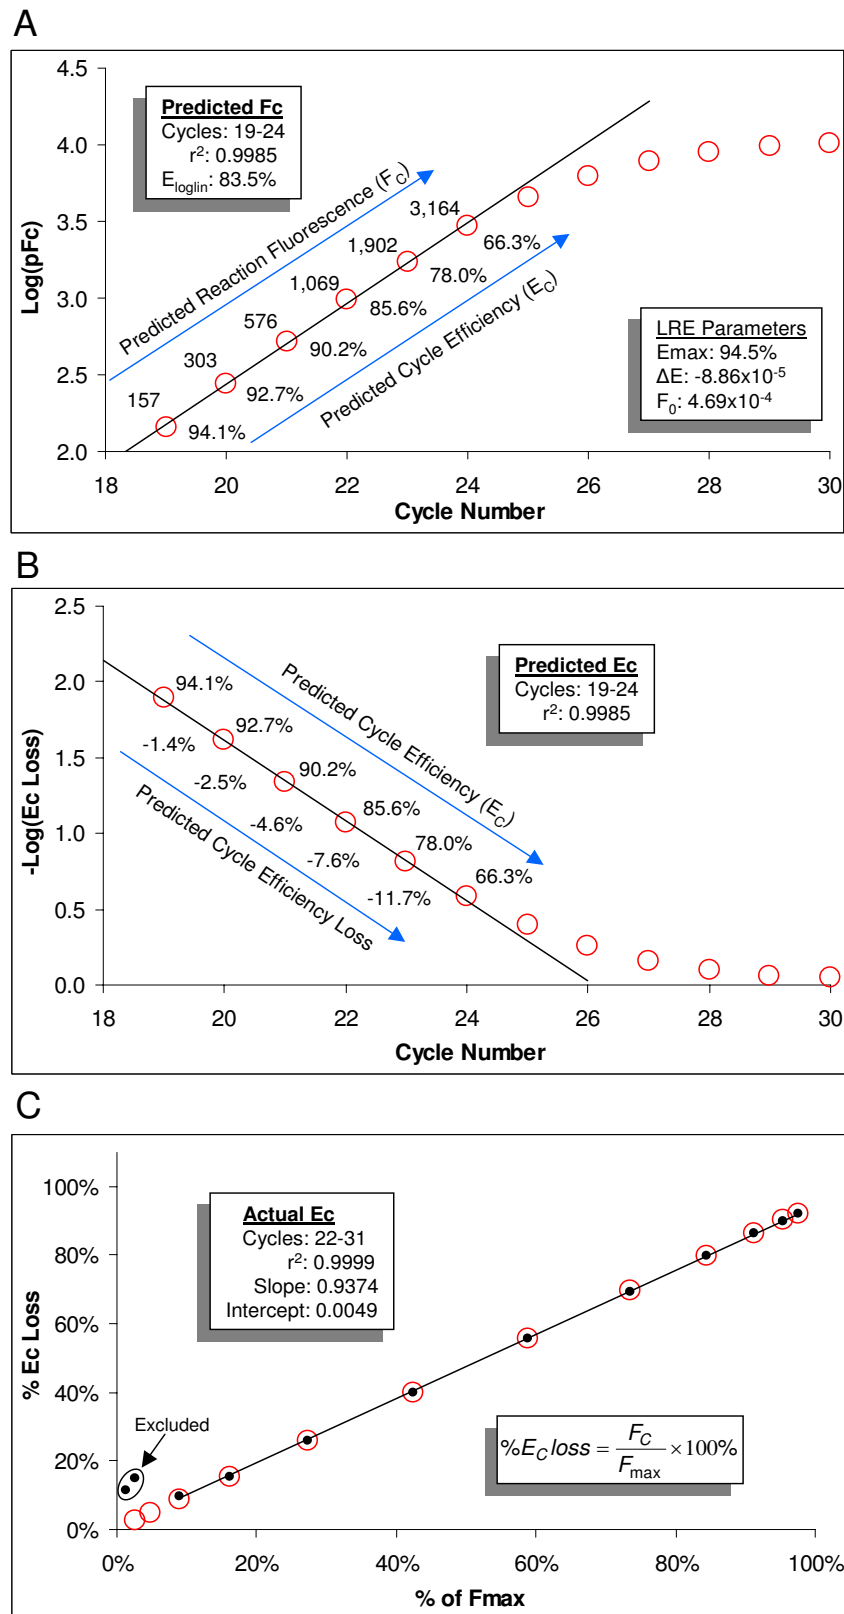 A
Log(pFc)
4.5
4.0
3.5
3.0
2.5
2.0
Predicted Fc
Cycles: 19-24
r²: 0.9985
E_loglin: 83.5%
Predicted Reaction Fluorescence (F_C)
3,164
1,902
1,069
576
303
157
66.3%
78.0%
85.6%
90.2%
92.7%
94.1%
Predicted Cycle Efficiency (E_C)
LRE Parameters
Emax: 94.5%
ΔE: -8.86x10⁻⁵
F₀: 4.69x10⁻⁴
18 20 22 24 26 28 30
Cycle Number
B
-Log(Ec Loss)
2.5
2.0
1.5
1.0
0.5
0.0
Predicted Ec
Cycles: 19-24
r²: 0.9985
Predicted Cycle Efficiency (E_C)
94.1%
92.7%
90.2%
85.6%
78.0%
66.3%
-1.4%
-2.5%
-4.6%
-7.6%
-11.7%
Predicted Cycle Efficiency Loss
18 20 22 24 26 28 30
Cycle Number
C
% Ec Loss
100%
80%
60%
40%
20%
0%
Actual Ec
Cycles: 22-31
r²: 0.9999
Slope: 0.9374
Intercept: 0.0049
Excluded
%E_C loss = F_C / F_max × 100%
0% 20% 40% 60% 80% 100%
% of Fmax